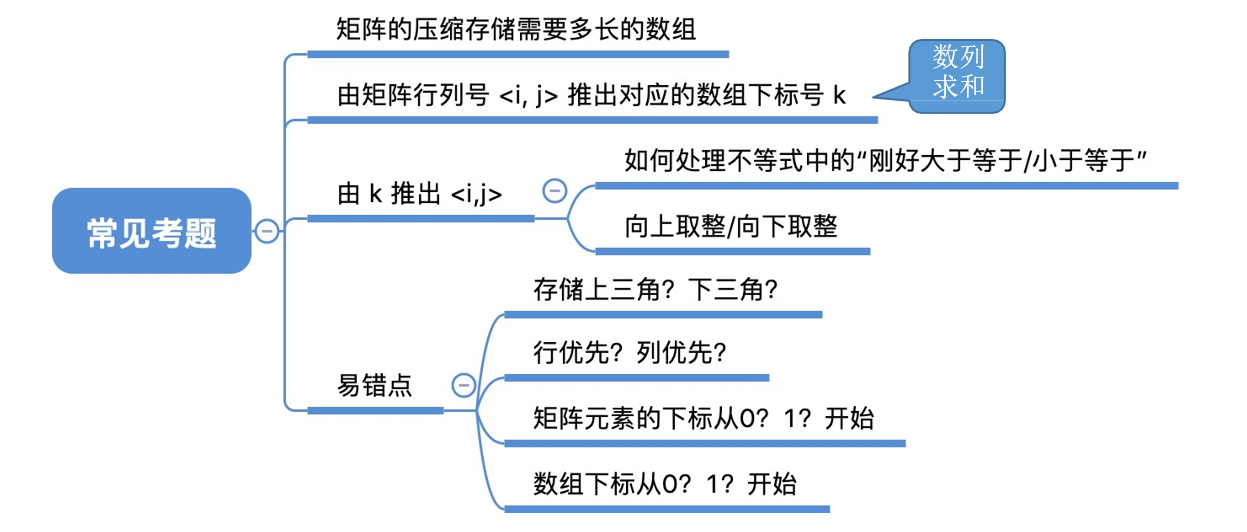 矩阵的压缩存储需要多长的数组
由矩阵行列号 <i, j> 推出对应的数组下标号 k
数列
求和
如何处理不等式中的“刚好大于等于/小于等于”
由 k 推出 <i,j>
向上取整/向下取整
常见考题
存储上三角？下三角？
行优先？列优先？
易错点
矩阵元素的下标从0？1？开始
数组下标从0？1？开始